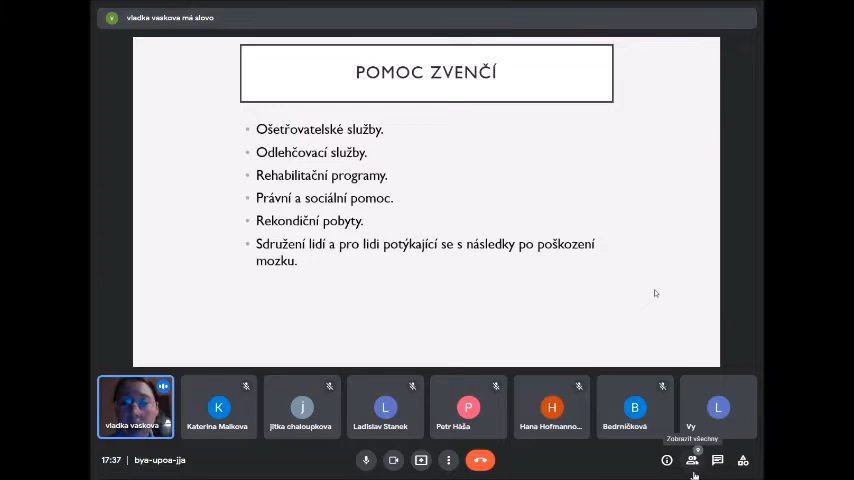 v
vladka vaskova má slovo
POMOC ZVENČÍ
• Ošetřovatelské služby.
• Odlehčovací služby.
• Rehabilitační programy.
• Právní a sociální pomoc.
• Rekondiční pobyty.
• Sdružení lidí a pro lidi potýkající se s následky po poškození
mozku.
K
j
L
P
H
B
L
vladka vaskova
Katerina Malkova
jitka chaloupkova
Ladislav Stanek
Petr Háša
Hana Hofmanno...
Bedrníčková
Vy
Zobrazit všechny
9
17:37 | bya-upoa-jja